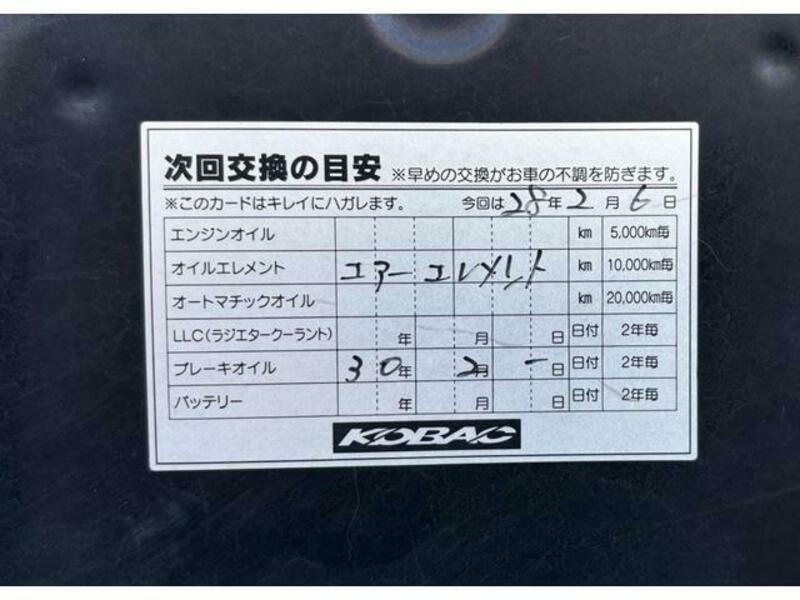 次回交換の目安 ※早めの交換がお車の不調を防ぎます。
※このカードはキレイにハガレます。 今回は28年2月6日
エンジンオイル km 5,000km毎
オイルエレメント エアーエレメント km 10,000km毎
オートマチックオイル km 20,000km毎
LLC(ラジエタークーラント) 年 月 日 日付 2年毎
ブレーキオイル 30年 2月 -日 日付 2年毎
バッテリー 年 月 日 日付 2年毎
KOBAC